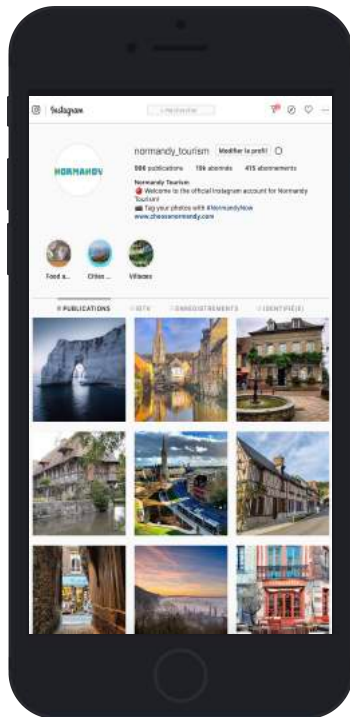 Instagram
normandy_tourism Modifier le profil
NORMANDY
986 publications 19k abonnés 415 abonnements
Normandy Tourism
Welcome to the official Instagram account for Normandy
Tourism!
Tag your photos with #NormandyNow
www.choosenormandy.com
Food a... Cities ... Villages
PUBLICATIONS IGTV ENREGISTREMENTS IDENTIFIÉ(E)